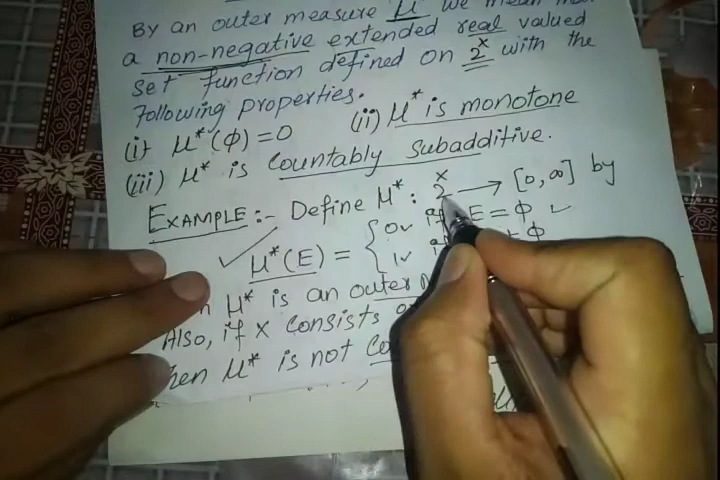 By an outer measure μ* we mean
a non-negative extended real valued
set function defined on 2^X with the
following properties.
(i) μ*(φ)=0 (ii) μ* is monotone
(iii) μ* is countably subadditive.
EXAMPLE:- Define μ*: 2^X → [0,∞] by
μ*(E) = { 0, if E = φ
1, φ
μ* is an outer
Also, if X consists
then μ* is not